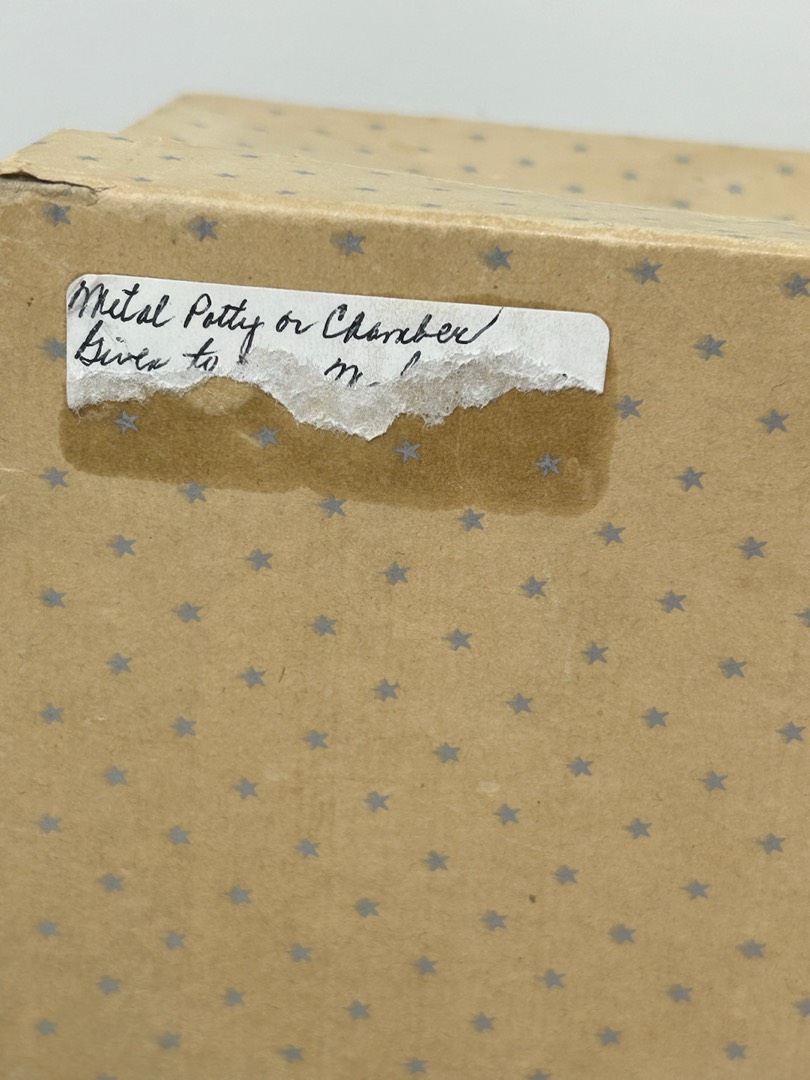 Metal Potty or Chamber
Given to